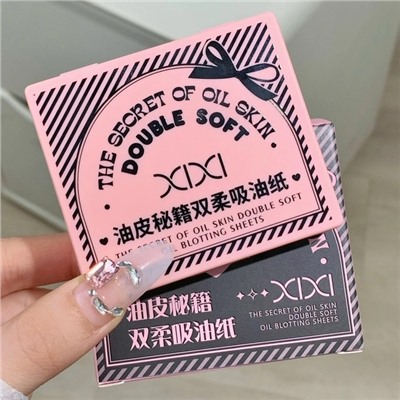 THE SECRET OF OIL SKIN
DOUBLE SOFT
XIXI
油皮秘籍双柔吸油纸
THE SECRET OF OIL SKIN DOUBLE SOFT
OIL BLOTTING SHEETS
油皮秘籍
双柔吸油纸
XIXI
THE SECRET OF OIL SKIN
DOUBLE SOFT
OIL BLOTTING SHEETS